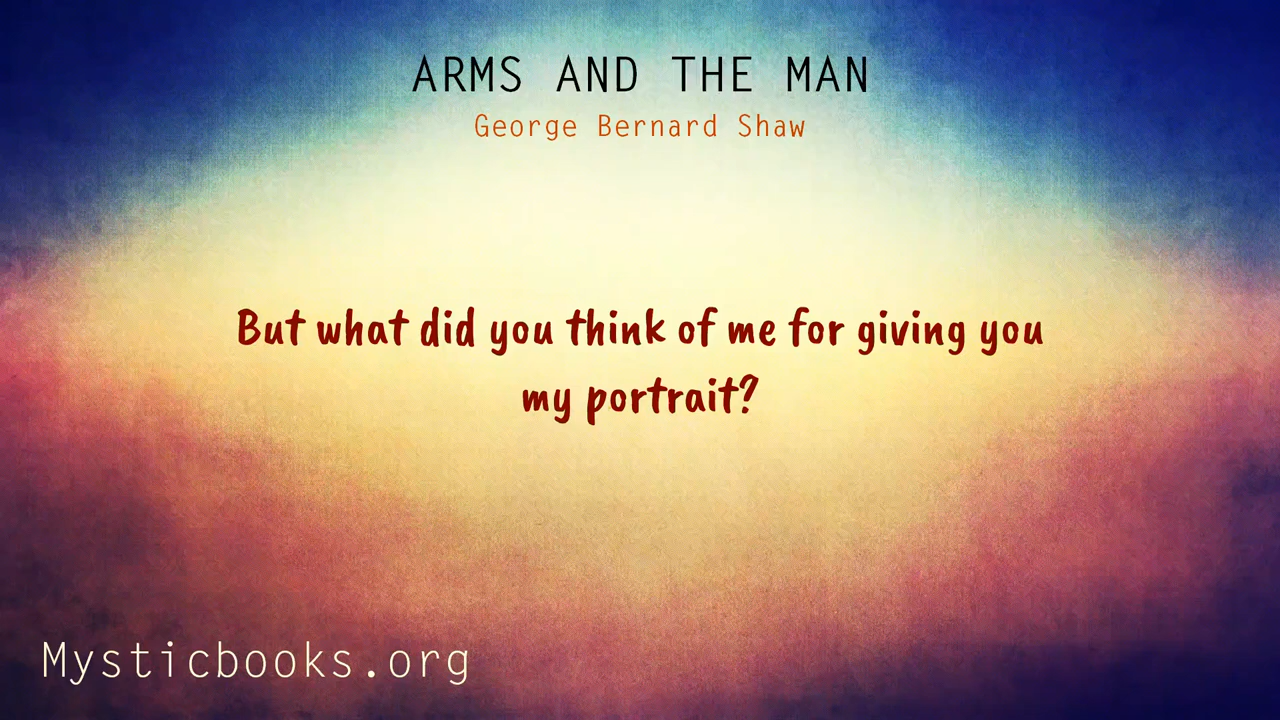 ARMS AND THE MAN
George Bernard Shaw
But what did you think of me for giving you
my portrait?
Mysticbooks.org